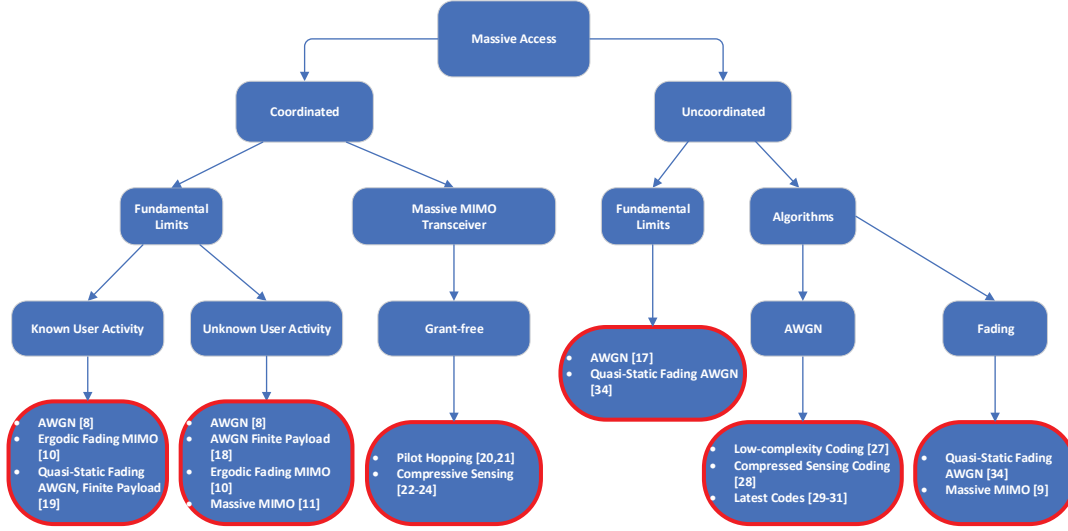 Massive Access
Coordinated
Uncoordinated
Fundamental
Limits
Massive MIMO
Transceiver
Fundamental
Limits
Algorithms
Known User Activity
Unknown User Activity
Grant-free
AWGN
Fading
• AWGN [17]
• Quasi-Static Fading AWGN
[34]
• AWGN [8]
• Ergodic Fading MIMO
[10]
• Quasi-Static Fading
AWGN, Finite Payload
[19]
• AWGN [8]
• AWGN Finite Payload
[18]
• Ergodic Fading MIMO
[10]
• Massive MIMO [11]
• Pilot Hopping [20,21]
• Compressive Sensing
[22-24]
• Low-complexity Coding [27]
• Compressed Sensing Coding
[28]
• Latest Codes [29-31]
• Quasi-Static Fading
AWGN [34]
• Massive MIMO [9]